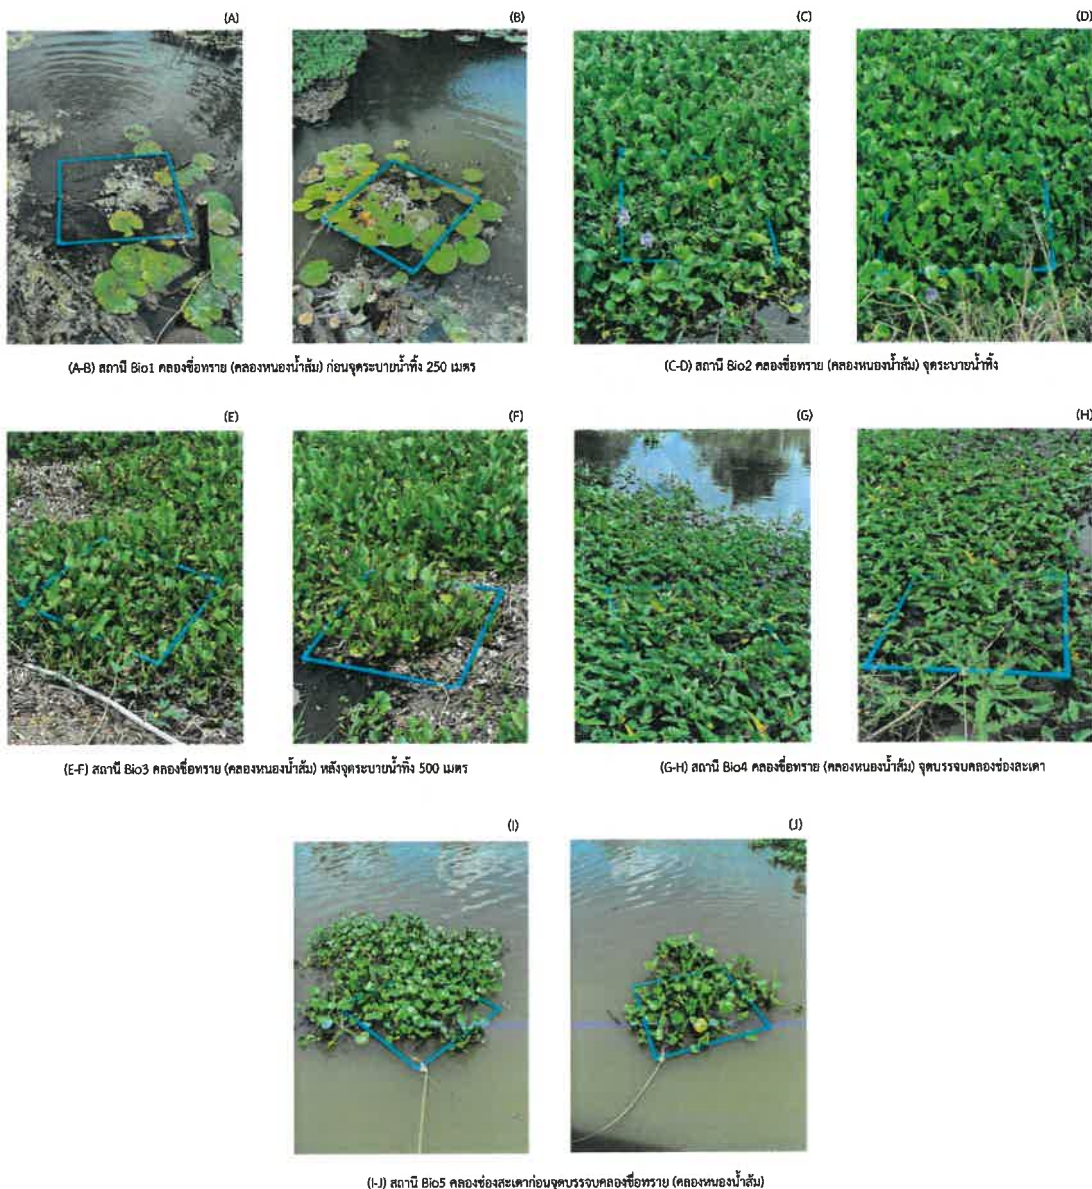 (A)
(B)
(C)
(D)
(A-B) สถานี Bio1 คลองชื่อทราย (คลองหนองน้ำส้ม) ก่อนจุดระบายน้ำทิ้ง 250 เมตร
(C-D) สถานี Bio2 คลองชื่อทราย (คลองหนองน้ำส้ม) จุดระบายน้ำทิ้ง
(E)
(F)
(G)
(H)
(E-F) สถานี Bio3 คลองชื่อทราย (คลองหนองน้ำส้ม) หลังจุดระบายน้ำทิ้ง 500 เมตร
(G-H) สถานี Bio4 คลองชื่อทราย (คลองหนองน้ำส้ม) จุดบรรจบคลองช่องสะเดา
(I)
(J)
(I-J) สถานี Bio5 คลองช่องสะเดาก่อนจุดบรรจบคลองชื่อทราย (คลองหนองน้ำส้ม)